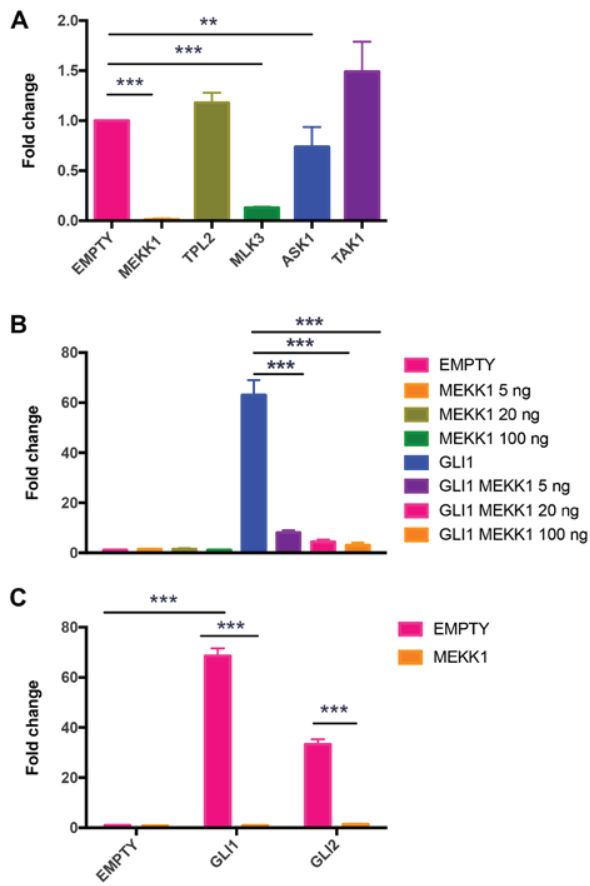 A
**
***
***
Fold change
2.0
1.5
1.0
0.5
0.0
EMPTY
MEKK1
TPL2
MLK3
ASK1
TAK1
B
***
***
***
Fold change
80
60
40
20
0
EMPTY
MEKK1 5 ng
MEKK1 20 ng
MEKK1 100 ng
GLI1
GLI1 MEKK1 5 ng
GLI1 MEKK1 20 ng
GLI1 MEKK1 100 ng
C
***
***
***
Fold change
80
60
40
20
0
EMPTY
GLI1
GLI2
EMPTY
MEKK1